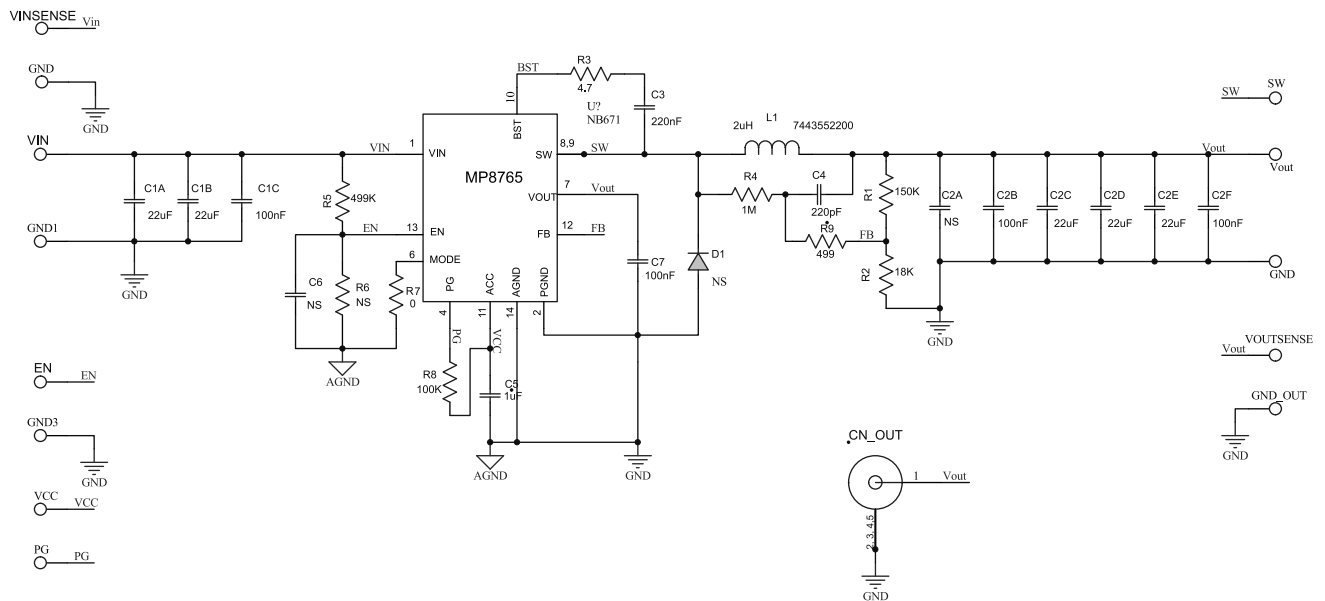 VINSENSE
Vin
GND
GND
VIN
VIN
GND1
GND
C1A
22uF
C1B
22uF
C1C
100nF
R5
499K
EN
C6
NS
R6
NS
R7
0
AGND
BST
R3
4.7
C3
220nF
U?
NB671
MP8765
1
VIN
10
BST
8,9
SW
SW
7
VOUT
Vout
12
FB
FB
13
EN
6
MODE
4
PG
11
ACC
14
AGND
2
PGND
PG
VCC
R8
100K
C5
1uF
AGND
GND
C7
100nF
D1
NS
2uH
L1
7443552200
R4
1M
C4
220pF
R9
499
FB
R1
150K
R2
18K
GND
C2A
NS
C2B
100nF
C2C
22uF
C2D
22uF
C2E
22uF
C2F
100nF
SW
SW
Vout
Vout
GND
VOUTSENSE
Vout
GND_OUT
GND
EN
EN
GND3
GND
VCC
VCC
PG
PG
CN_OUT
1
Vout
2, 3, 4,5
GND